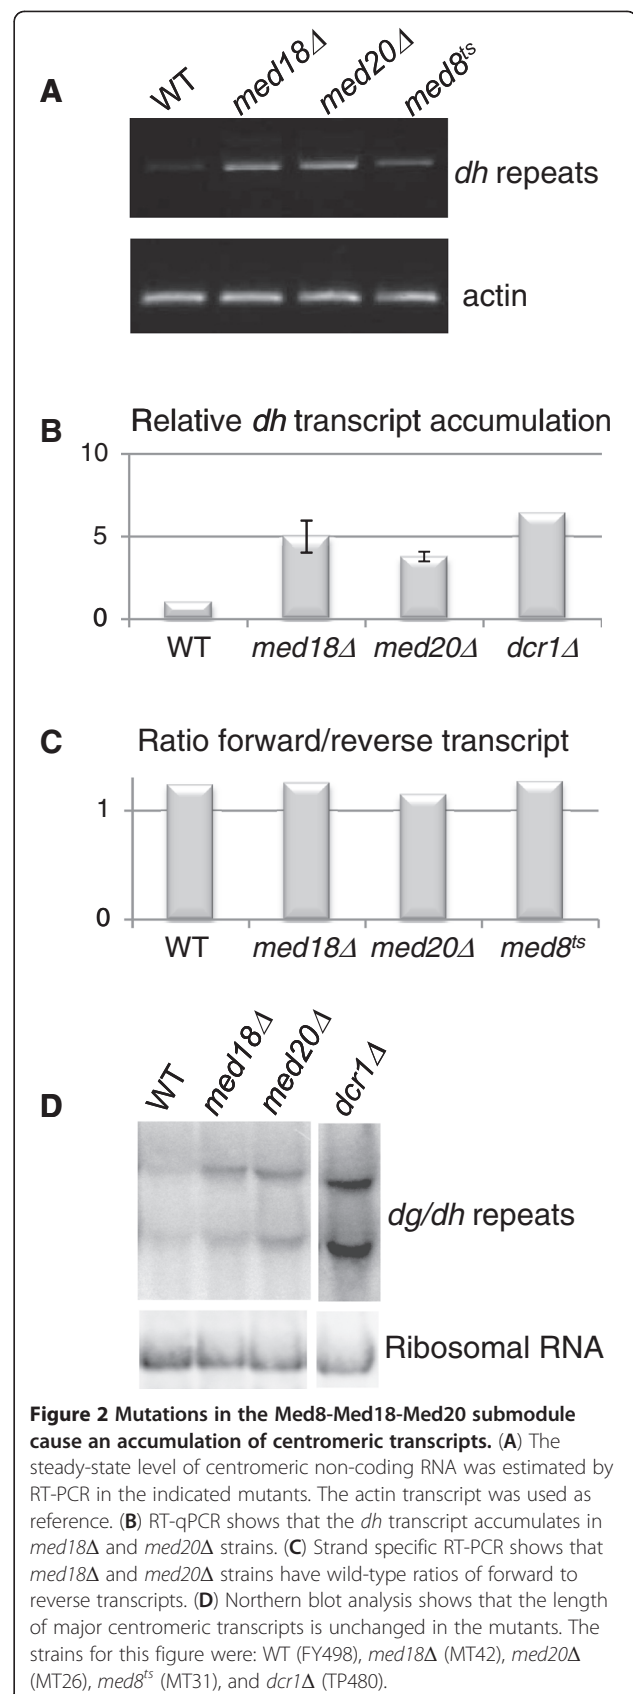 A
WT med18Δ med20Δ med8ts
dh repeats
actin
B
Relative dh transcript accumulation
10
5
0
WT med18Δ med20Δ dcr1Δ
C
Ratio forward/reverse transcript
1
0
WT med18Δ med20Δ med8ts
D
WT med18Δ med20Δ dcr1Δ
dg/dh repeats
Ribosomal RNA
Figure 2 Mutations in the Med8-Med18-Med20 submodule
cause an accumulation of centromeric transcripts. (A) The
steady-state level of centromeric non-coding RNA was estimated by
RT-PCR in the indicated mutants. The actin transcript was used as
reference. (B) RT-qPCR shows that the dh transcript accumulates in
med18Δ and med20Δ strains. (C) Strand specific RT-PCR shows that
med18Δ and med20Δ strains have wild-type ratios of forward to
reverse transcripts. (D) Northern blot analysis shows that the length
of major centromeric transcripts is unchanged in the mutants. The
strains for this figure were: WT (FY498), med18Δ (MT42), med20Δ
(MT26), med8ts (MT31), and dcr1Δ (TP480).